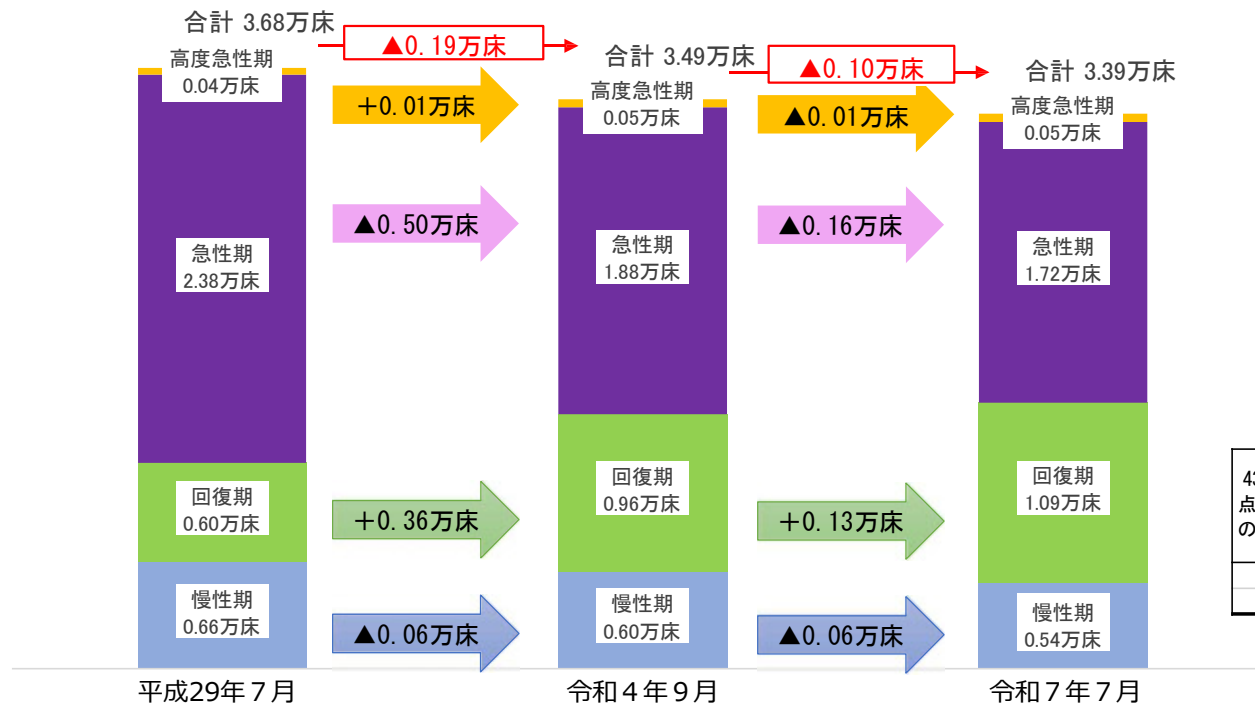 合計 3.68万床
▲0.19万床
合計 3.49万床
▲0.10万床
合計 3.39万床
高度急性期
0.04万床
+0.01万床
高度急性期
0.05万床
▲0.01万床
高度急性期
0.05万床
急性期
2.38万床
▲0.50万床
急性期
1.88万床
▲0.16万床
急性期
1.72万床
回復期
0.60万床
+0.36万床
回復期
0.96万床
+0.13万床
回復期
1.09万床
慢性期
0.66万床
▲0.06万床
慢性期
0.60万床
▲0.06万床
慢性期
0.54万床
点
の
平成29年7月
令和4年9月
令和7年7月